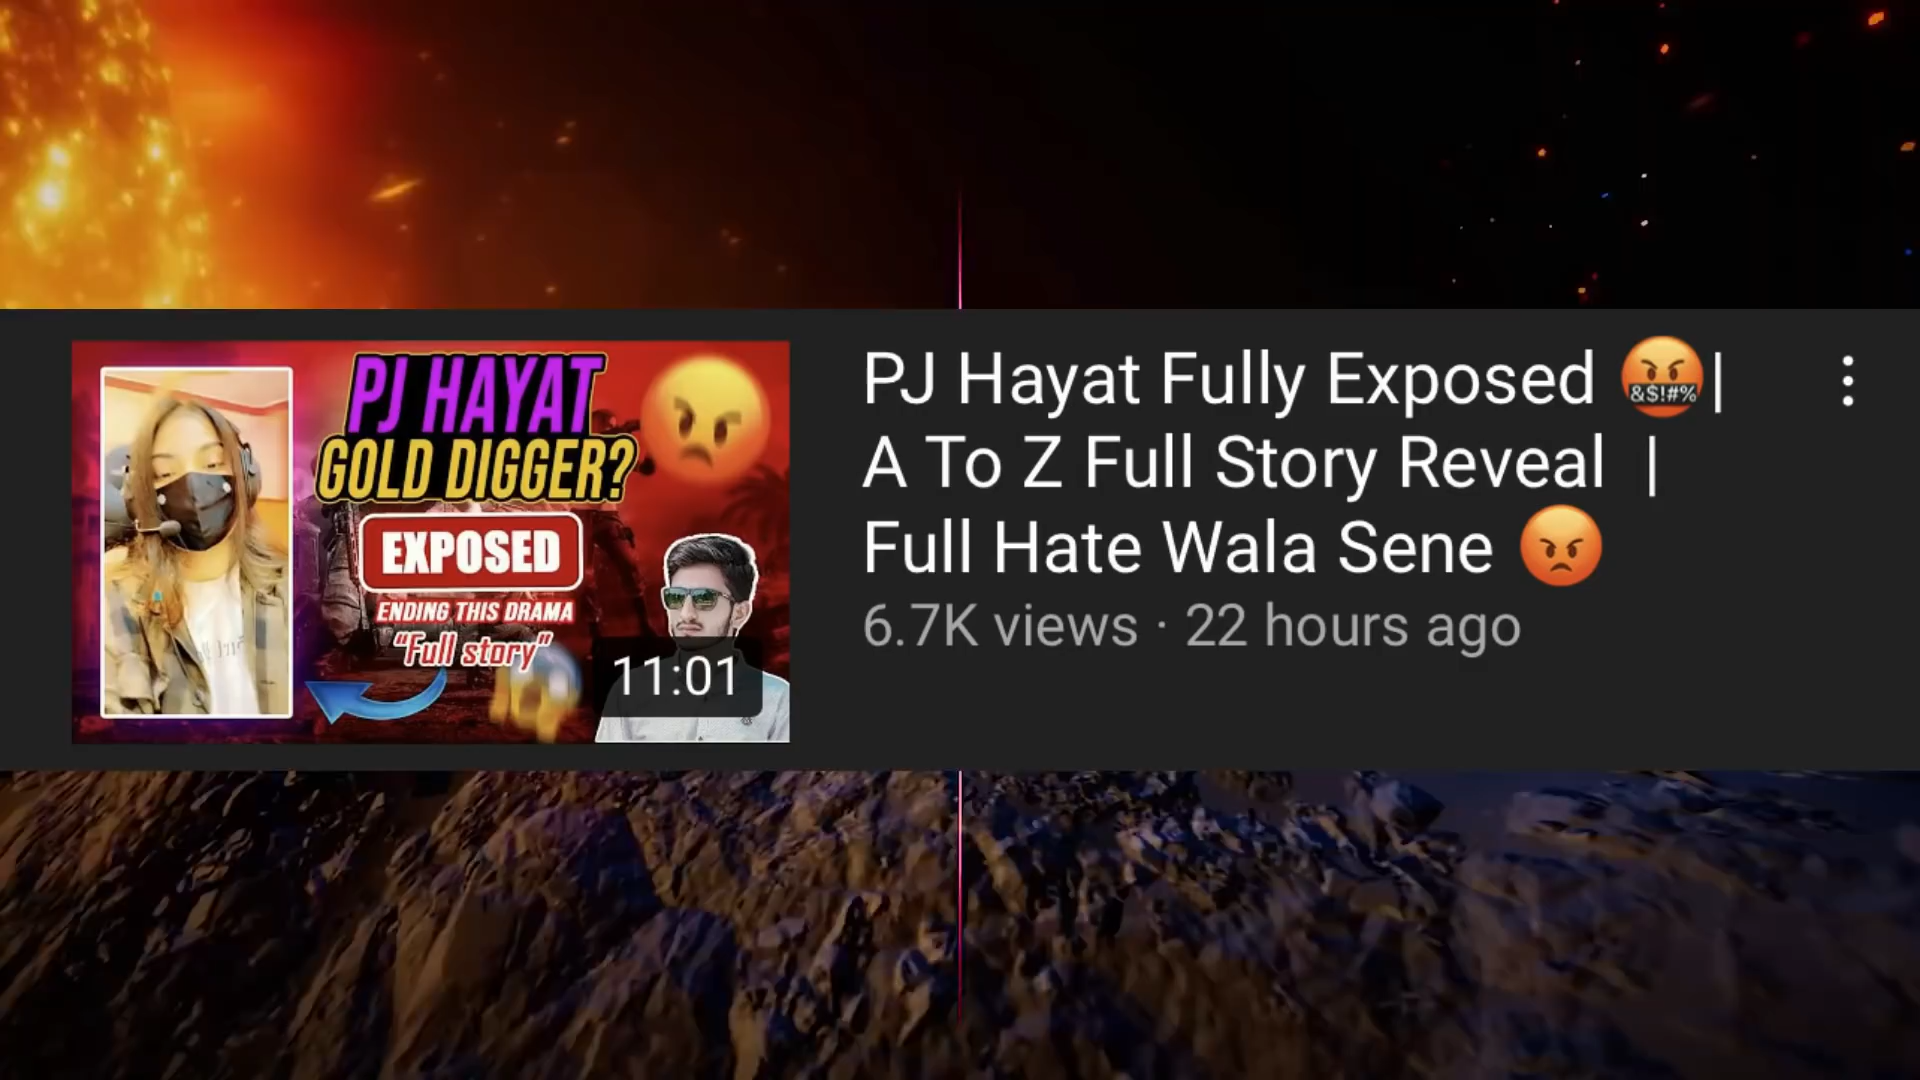 PJ HAYAT
GOLD DIGGER?
EXPOSED
ENDING THIS DRAMA
"Full story"
11:01
PJ Hayat Fully Exposed 🤬|
A To Z Full Story Reveal |
Full Hate Wala Sene 😡
6.7K views · 22 hours ago